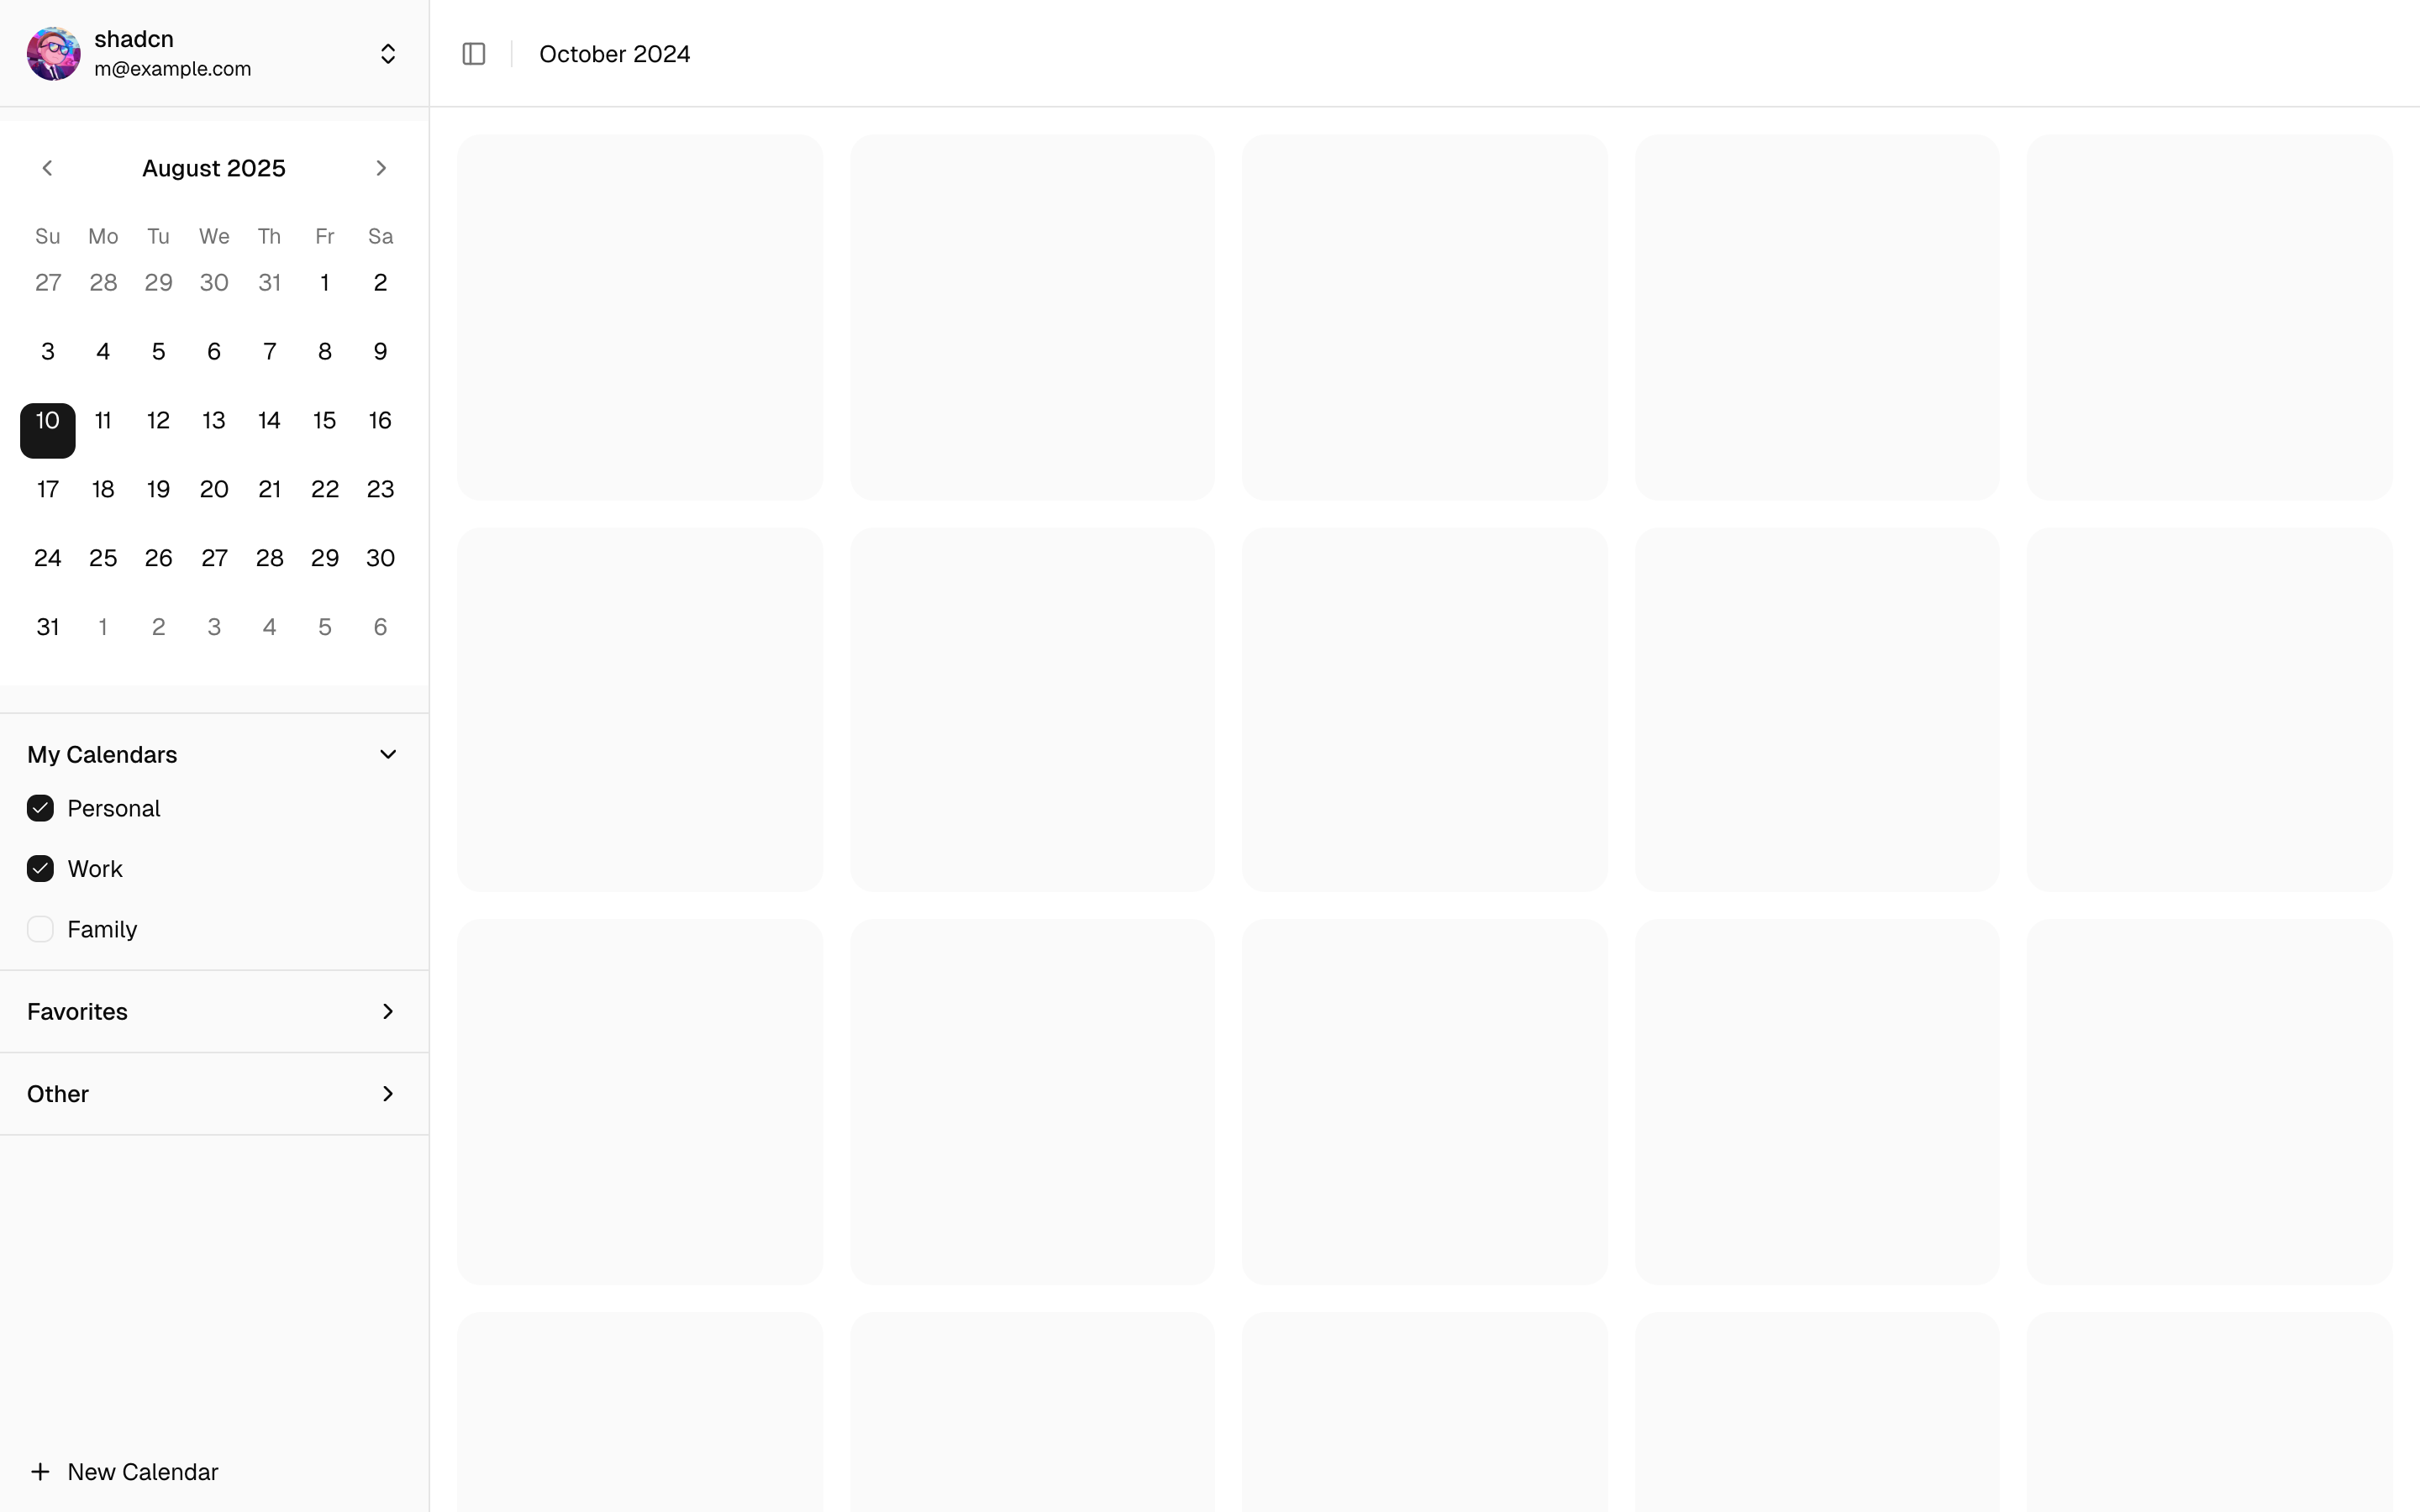 shadcn
m@example.com
October 2024
August 2025
Su Mo Tu We Th Fr Sa
27 28 29 30 31 1 2
3 4 5 6 7 8 9
10 11 12 13 14 15 16
17 18 19 20 21 22 23
24 25 26 27 28 29 30
31 1 2 3 4 5 6
My Calendars
Personal
Work
Family
Favorites
Other
New Calendar